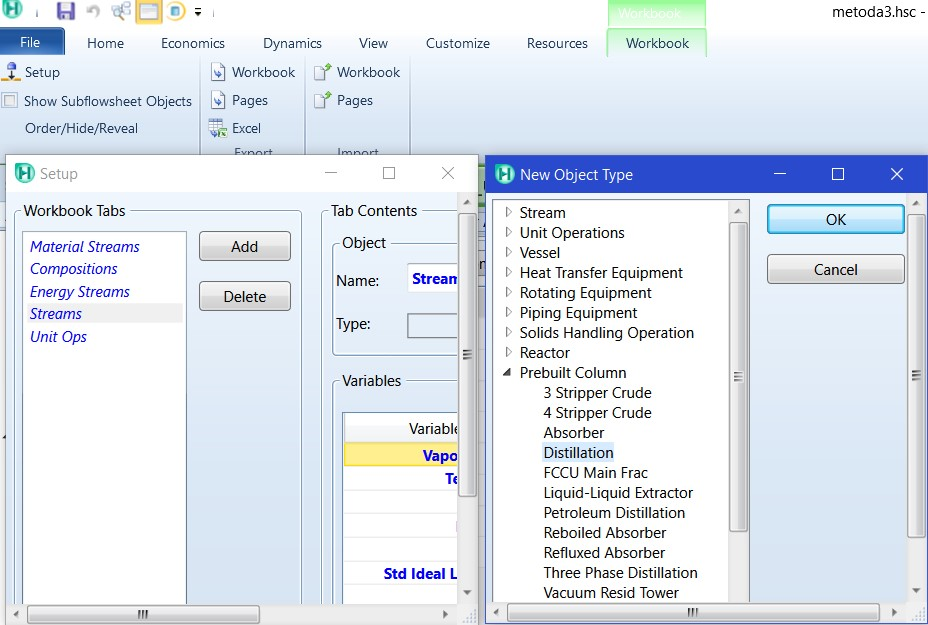 metoda3.hsc -
Workbook
File Home Economics Dynamics View Customize Resources Workbook
Setup
Show Subflowsheet Objects
Order/Hide/Reveal
Workbook
Pages
Excel
Export
Workbook
Pages
Import
Setup
Workbook Tabs
Material Streams
Compositions
Energy Streams
Streams
Unit Ops
Add
Delete
Tab Contents
Object
Name: Stream
Type:
Variables
Variable
Vapo
Te
Std Ideal L
New Object Type
Stream
Unit Operations
Vessel
Heat Transfer Equipment
Rotating Equipment
Piping Equipment
Solids Handling Operation
Reactor
Prebuilt Column
3 Stripper Crude
4 Stripper Crude
Absorber
Distillation
FCCU Main Frac
Liquid-Liquid Extractor
Petroleum Distillation
Reboiled Absorber
Refluxed Absorber
Three Phase Distillation
Vacuum Resid Tower
OK
Cancel